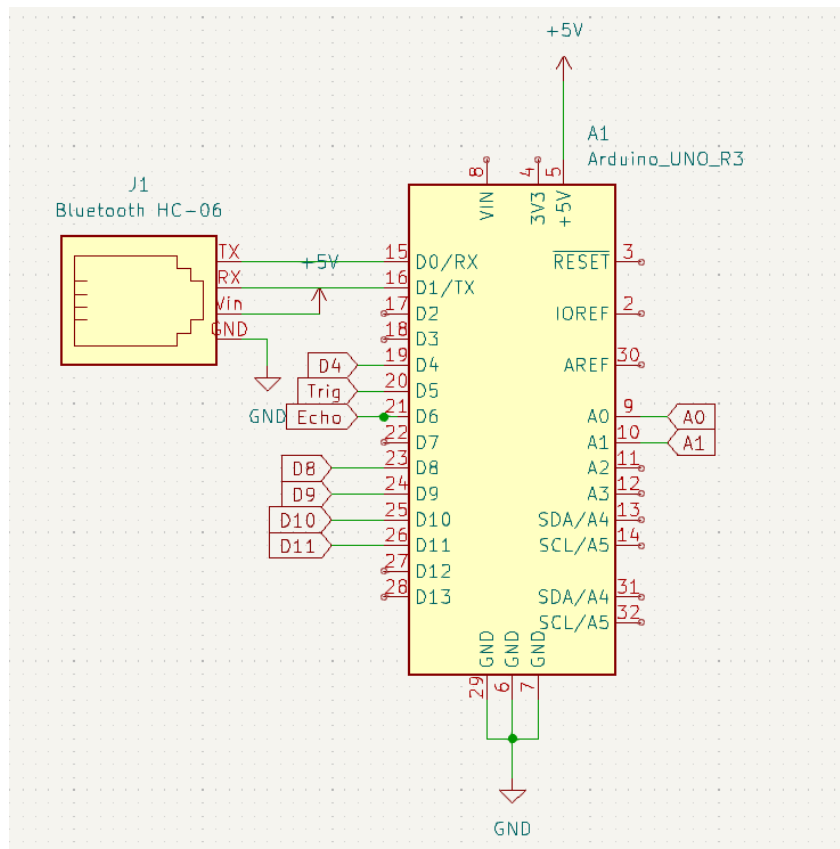 +5V
A1
Arduino_UNO_R3
J1
Bluetooth HC-06
8
4
5
VIN
3V3
+5V
TX
15
D0/RX
RESET
3
RX
+5V
16
D1/TX
Vin
17
D2
IOREF
2
GND
18
D3
D4
19
D4
AREF
30
Trig
20
D5
GND
Echo
21
D6
A0
9
A0
22
D7
A1
10
A1
D8
23
D8
A2
11
D9
24
D9
A3
12
D10
25
D10
SDA/A4
13
D11
26
D11
SCL/A5
14
27
D12
28
D13
SDA/A4
31
SCL/A5
32
GND
GND
GND
29
6
7
GND